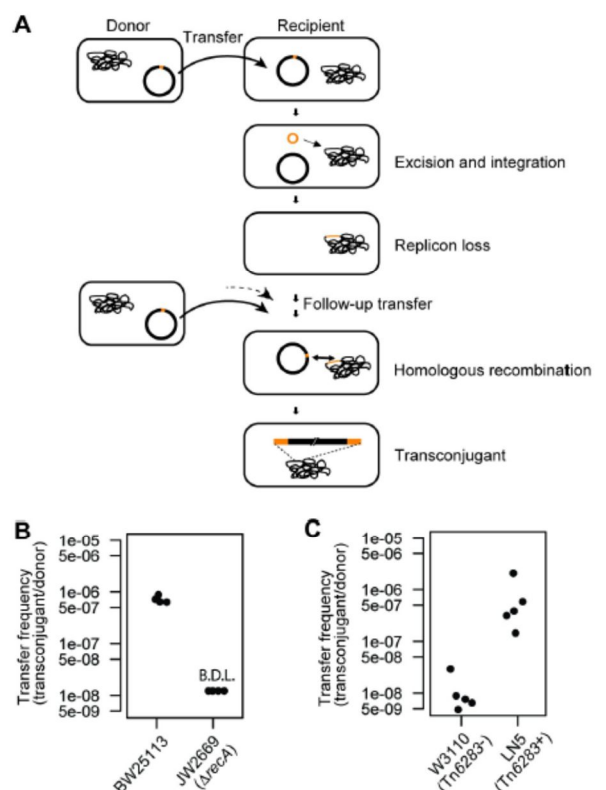 A
Donor
Recipient
Transfer
Excision and integration
Replicon loss
Follow-up transfer
Homologous recombination
Transconjugant
B
Transfer frequency
(transconjugant/donor)
1e-05
5e-06
1e-06
5e-07
1e-07
5e-08
1e-08
5e-09
B.D.L.
BW25113
JW2669
(ΔrecA)
C
Transfer frequency
(transconjugant/donor)
1e-05
5e-06
1e-06
5e-07
1e-07
5e-08
1e-08
5e-09
W3110
(Tn6283-)
LN5
(Tn6283+)